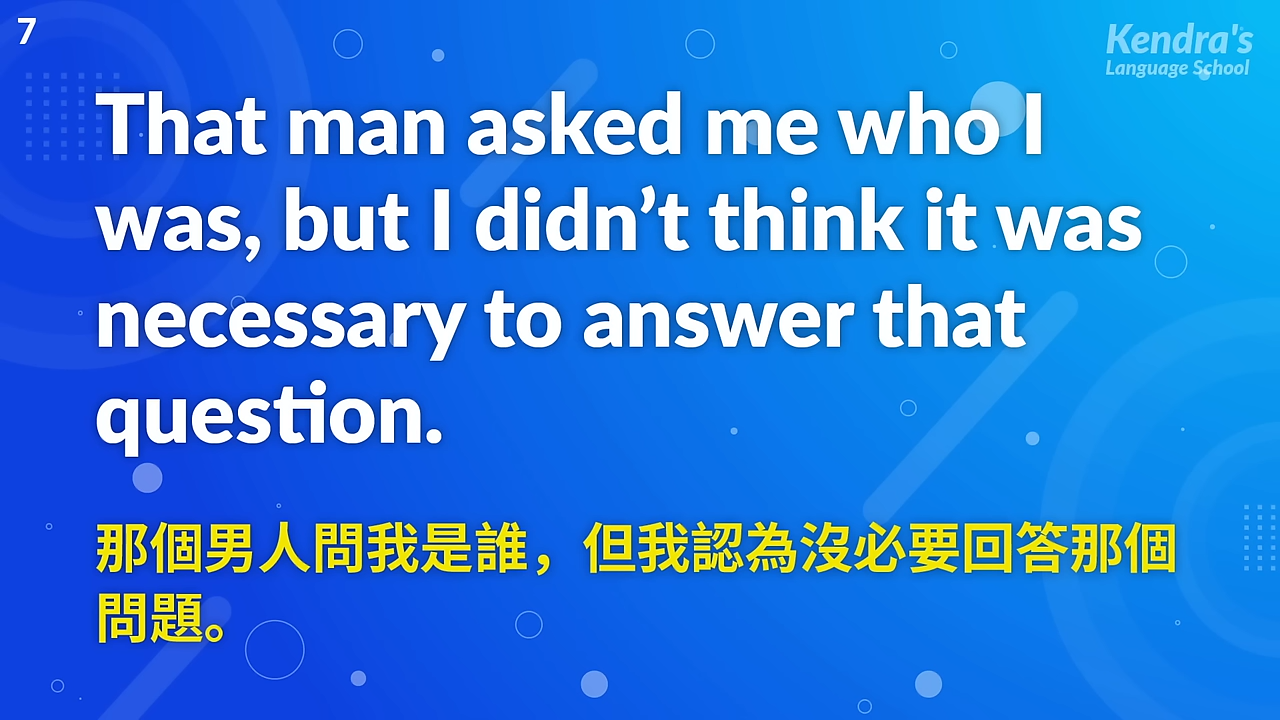 7
Kendra's
Language School
That man asked me who I
was, but I didn’t think it was
necessary to answer that
question.
那個男人問我是誰，但我認為沒必要回答那個
問題。